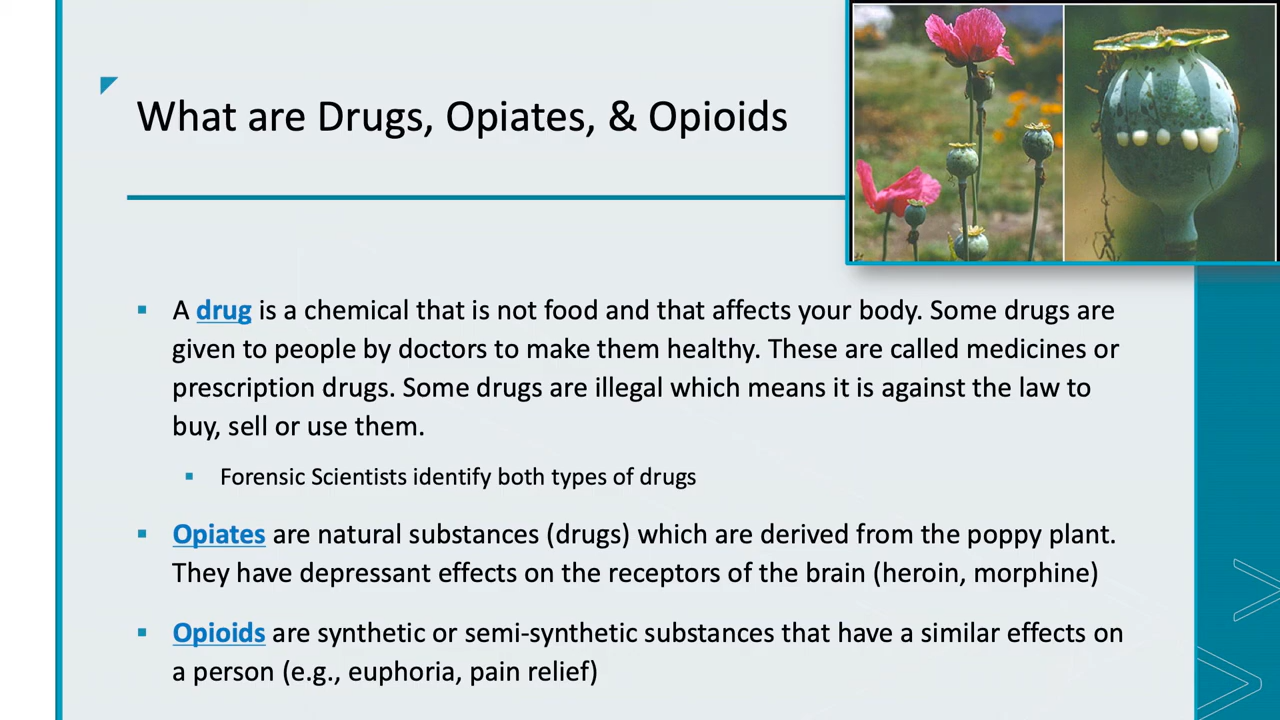 What are Drugs, Opiates, & Opioids
▪ A drug is a chemical that is not food and that affects your body. Some drugs are
given to people by doctors to make them healthy. These are called medicines or
prescription drugs. Some drugs are illegal which means it is against the law to
buy, sell or use them.
▪ Forensic Scientists identify both types of drugs
▪ Opiates are natural substances (drugs) which are derived from the poppy plant.
They have depressant effects on the receptors of the brain (heroin, morphine)
▪ Opioids are synthetic or semi-synthetic substances that have a similar effects on
a person (e.g., euphoria, pain relief)